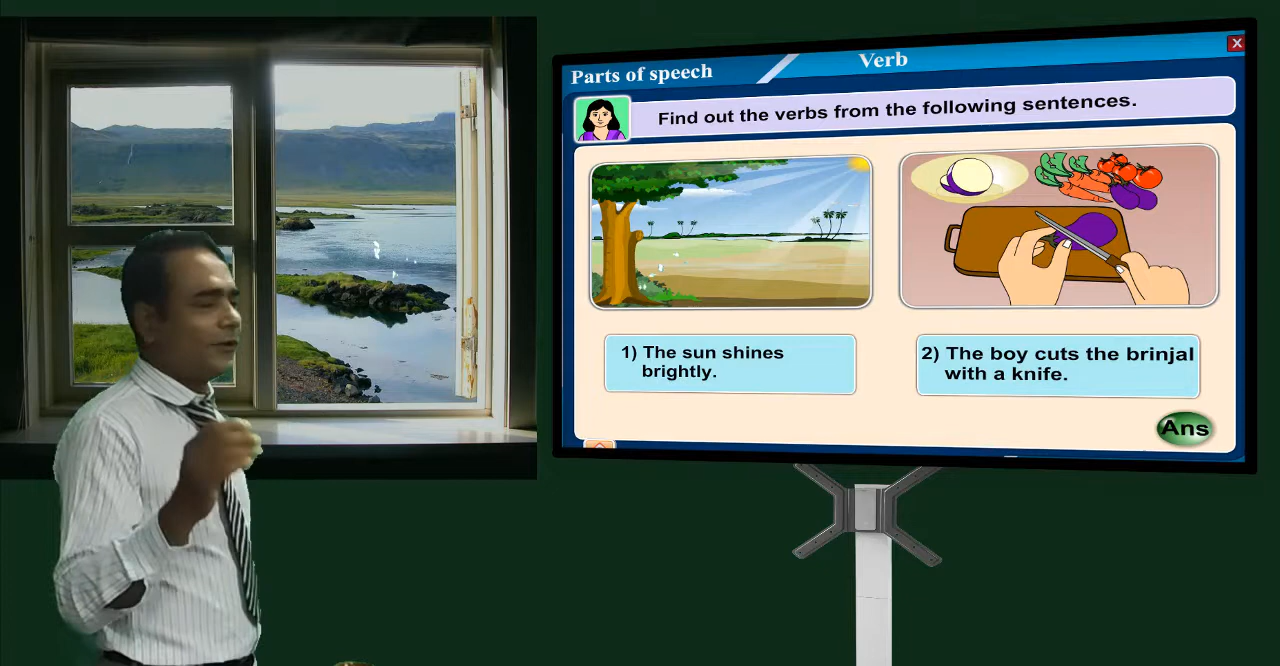 Parts of speech
Verb
X
Find out the verbs from the following sentences.
1) The sun shines
brightly.
2) The boy cuts the brinjal
with a knife.
Ans